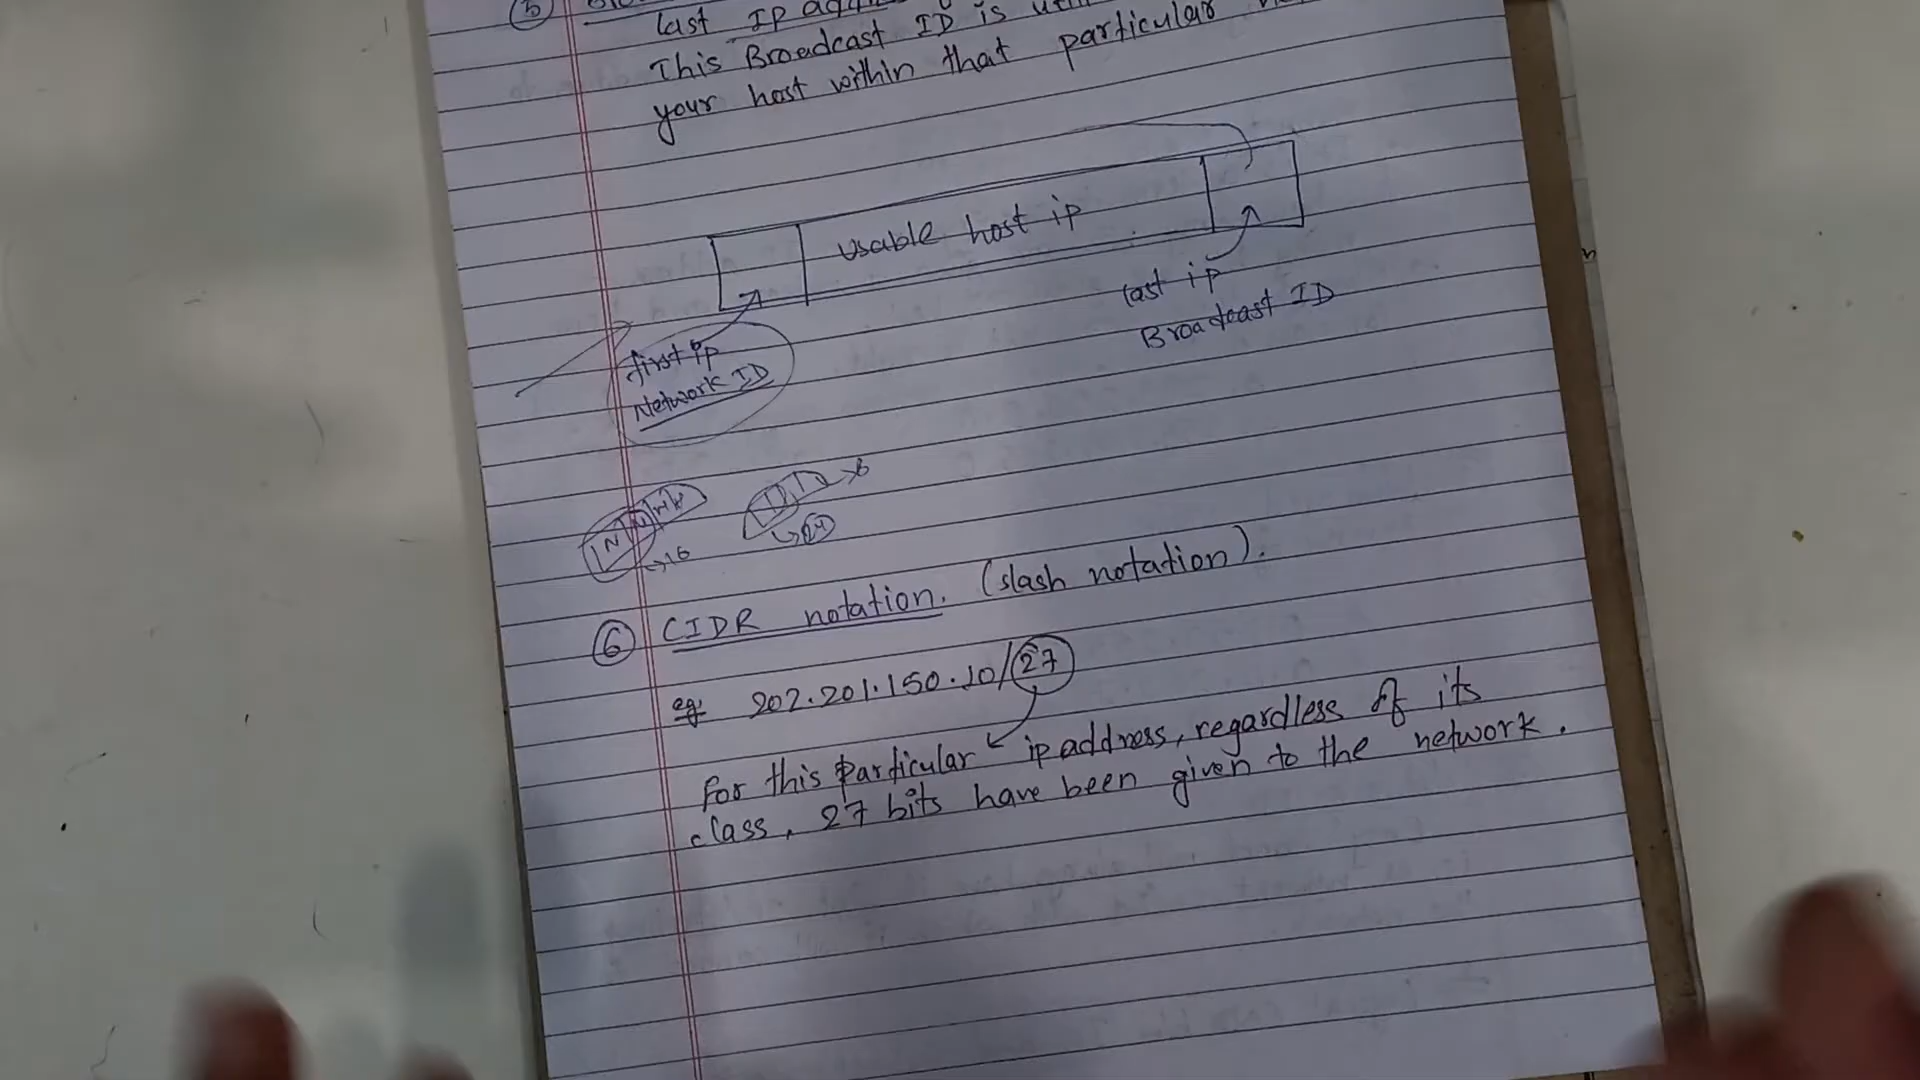 5
last IP
This Broadcast ID is
your host within that particular
usable host ip
last ip
Broadcast ID
first ip
Network ID
16
6 CIDR notation. (slash notation).
eg 202.201.150.10/27
For this particular ip address, regardless of its
class, 27 bits have been given to the network.